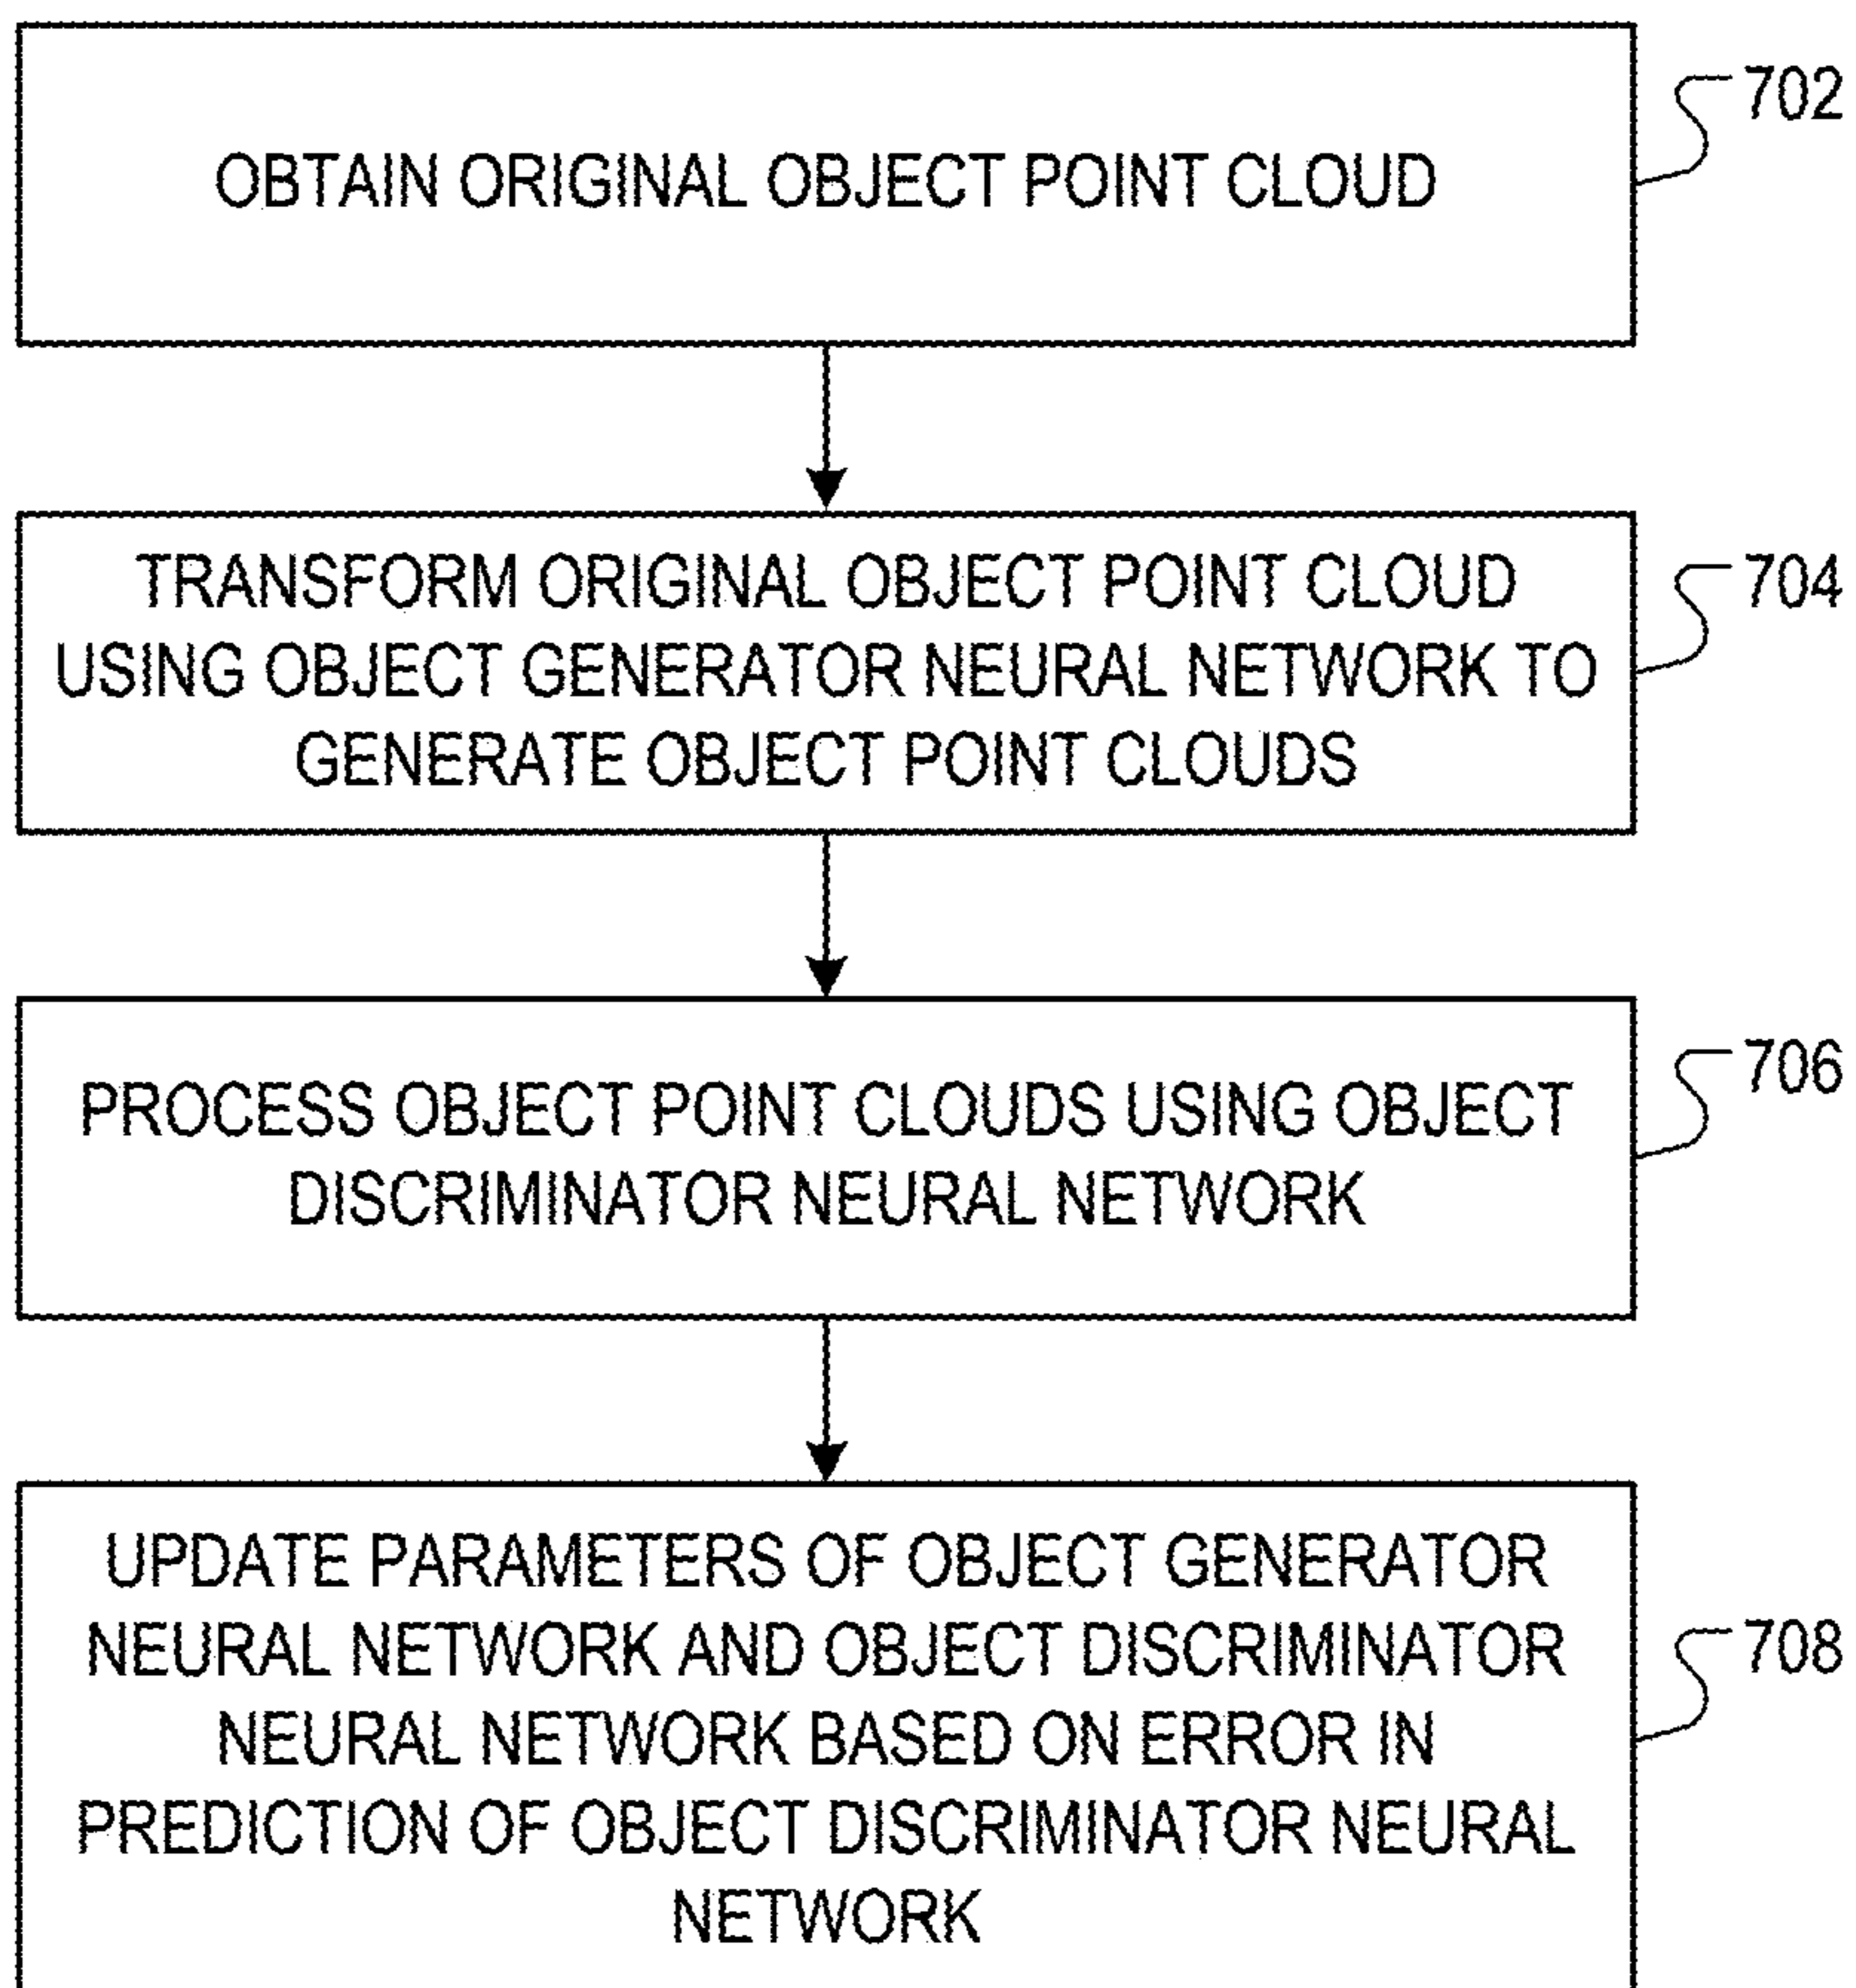 OBTAIN ORIGINAL OBJECT POINT CLOUD
702
TRANSFORM ORIGINAL OBJECT POINT CLOUD
USING OBJECT GENERATOR NEURAL NETWORK TO
GENERATE OBJECT POINT CLOUDS
704
PROCESS OBJECT POINT CLOUDS USING OBJECT
DISCRIMINATOR NEURAL NETWORK
706
UPDATE PARAMETERS OF OBJECT GENERATOR
NEURAL NETWORK AND OBJECT DISCRIMINATOR
NEURAL NETWORK BASED ON ERROR IN
PREDICTION OF OBJECT DISCRIMINATOR NEURAL
NETWORK
708